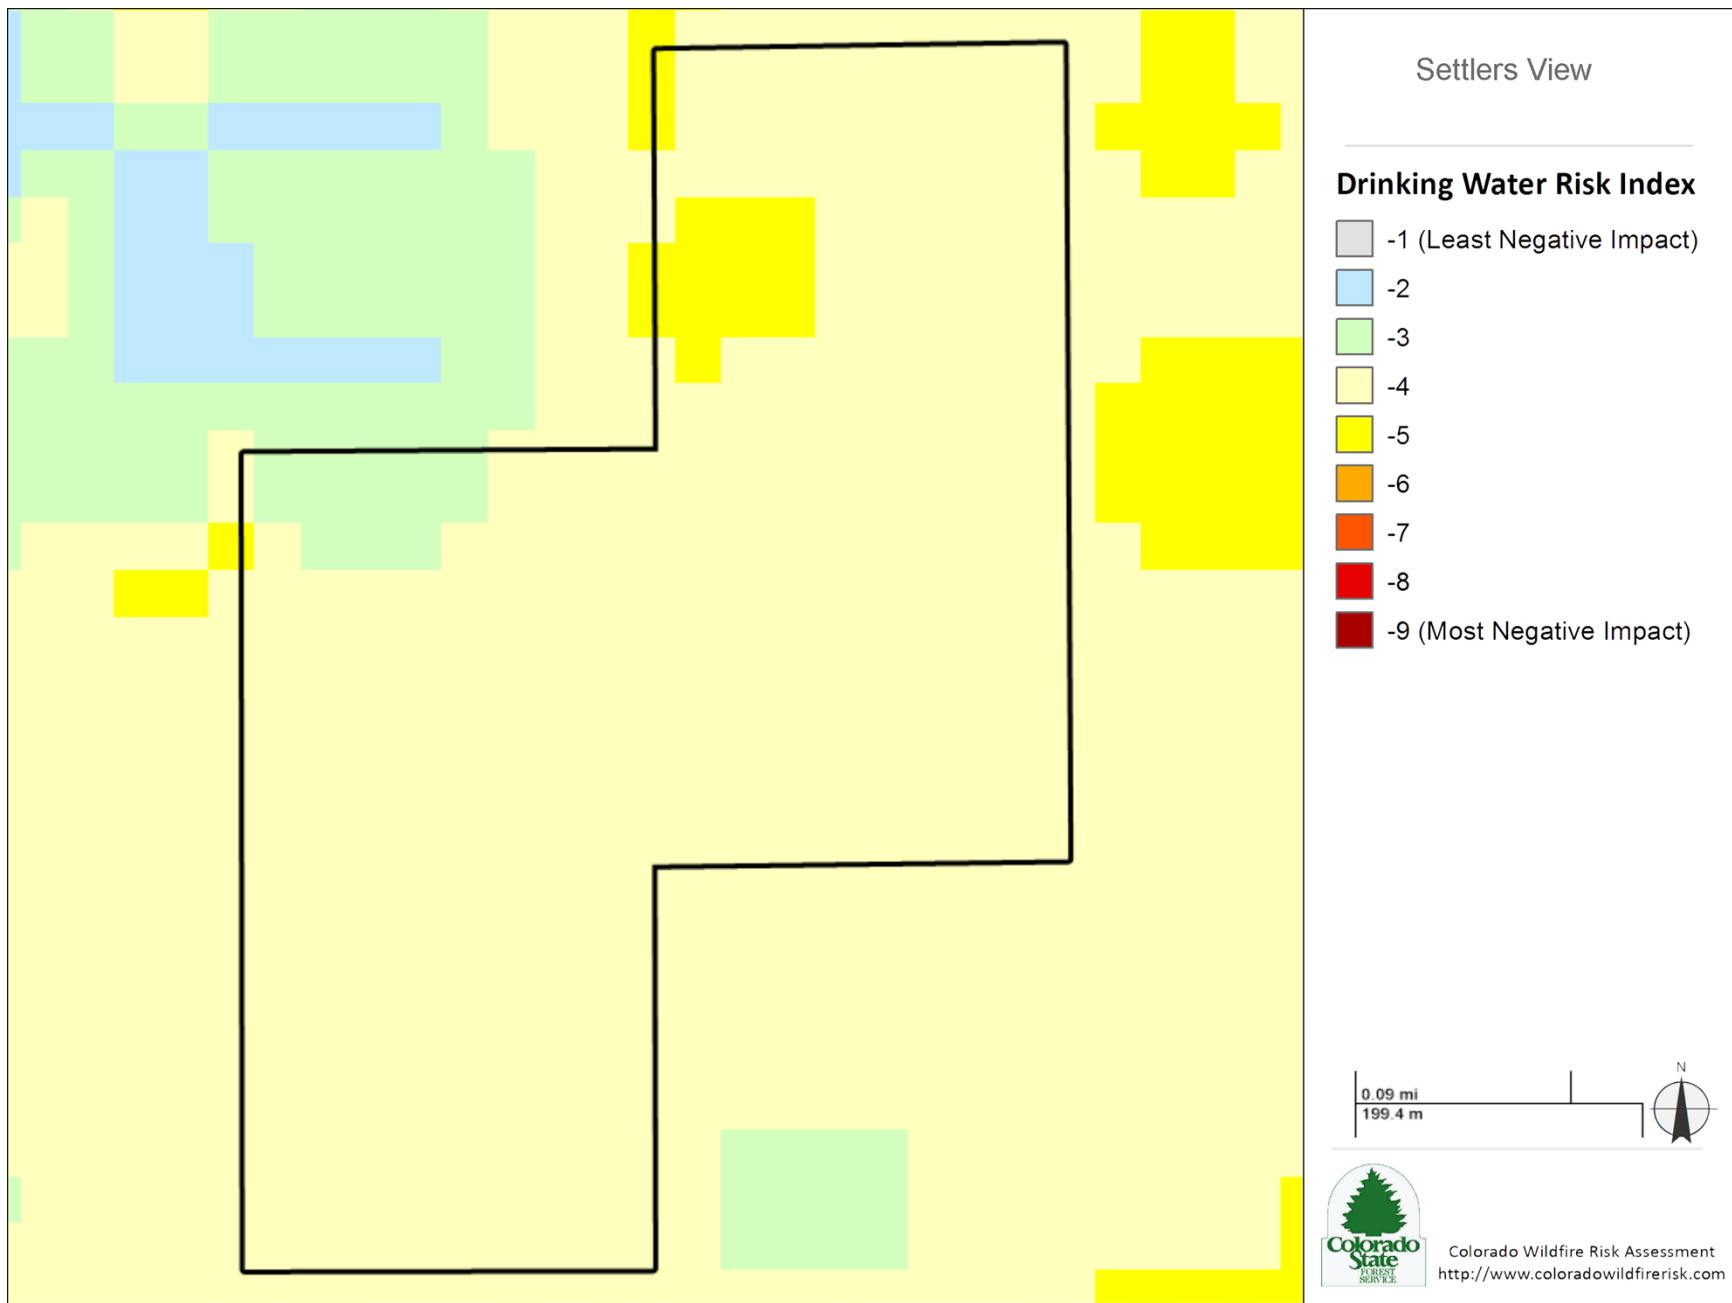 Settlers View
Drinking Water Risk Index
-1 (Least Negative Impact)
-2
-3
-4
-5
-6
-7
-8
-9 (Most Negative Impact)
0.09 mi
199.4 m
N
Colorado
State
FOREST
SERVICE
Colorado Wildfire Risk Assessment
http://www.coloradowildfirerisk.com